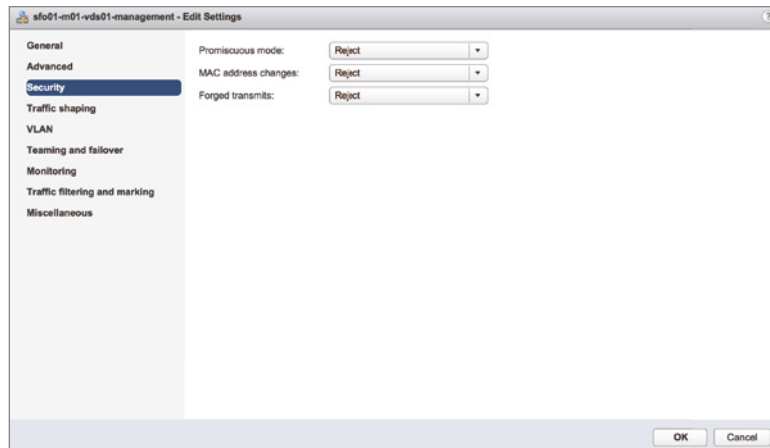 sfo01-m01-vds01-management - Edit Settings
?
General
Advanced
Security
Traffic shaping
VLAN
Teaming and failover
Monitoring
Traffic filtering and marking
Miscellaneous
Promiscuous mode: Reject
MAC address changes: Reject
Forged transmits: Reject
OK Cancel